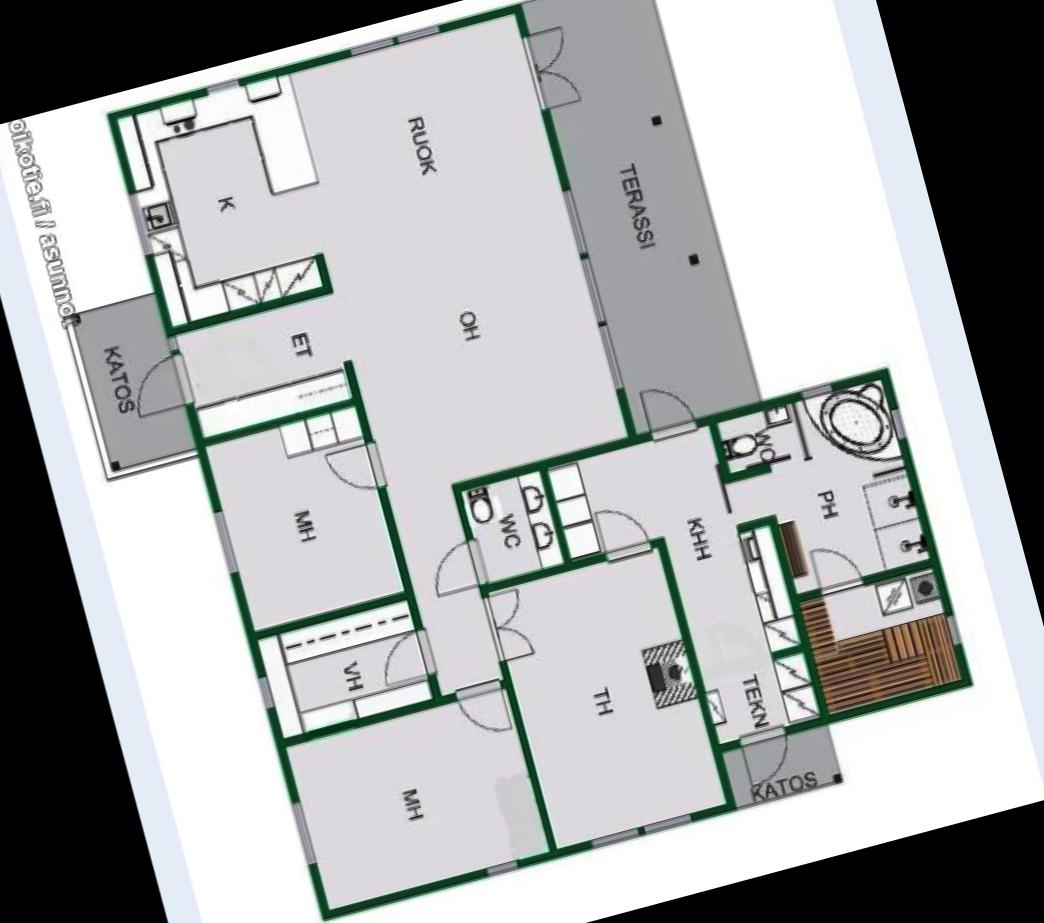 oikotie.fi / asunnot
RUOK
K
TERASSI
OH
ET
KATOS
WC
PH
MH
WC
KHH
VH
TH
TEKN
KATOS
MH